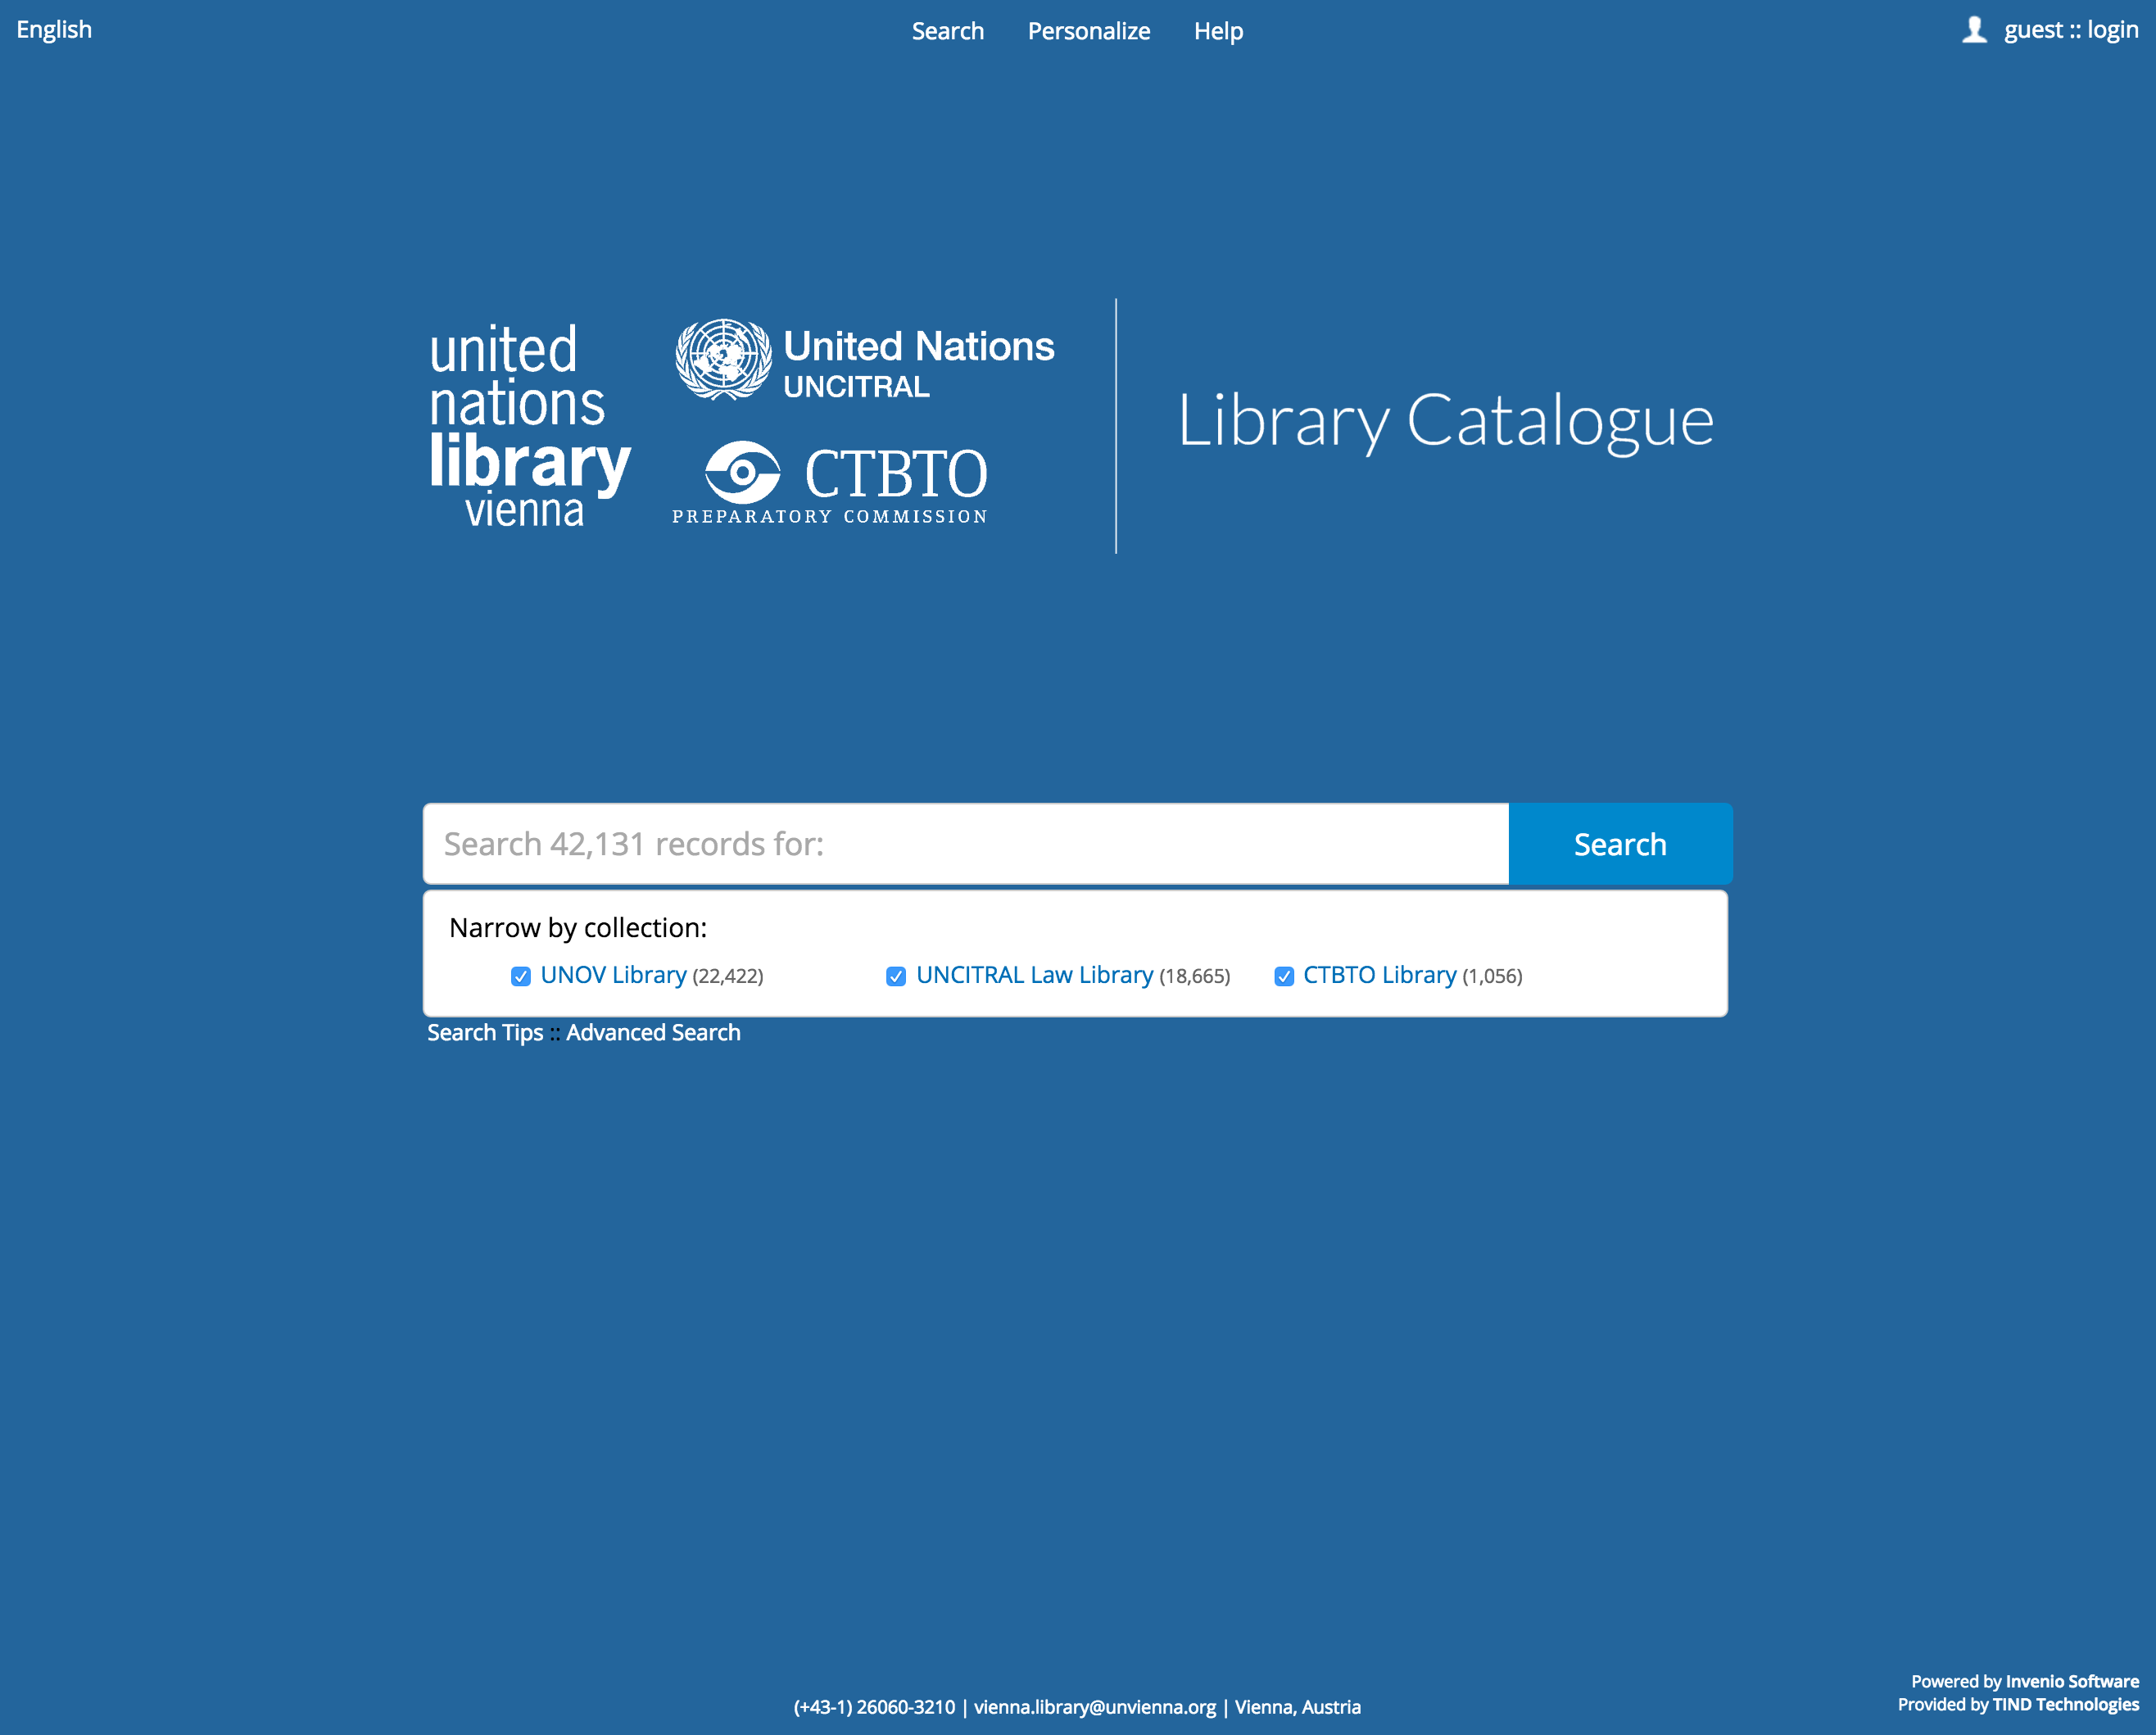 English
Search Personalize Help
guest :: login
united
nations
library
vienna
United Nations
UNCITRAL
CTBTO
PREPARATORY COMMISSION
Library Catalogue
Search 42,131 records for:
Search
Narrow by collection:
UNOV Library (22,422) UNCITRAL Law Library (18,665) CTBTO Library (1,056)
Search Tips :: Advanced Search
Powered by Invenio Software
Provided by TIND Technologies
(+43-1) 26060-3210 | vienna.library@unvienna.org | Vienna, Austria